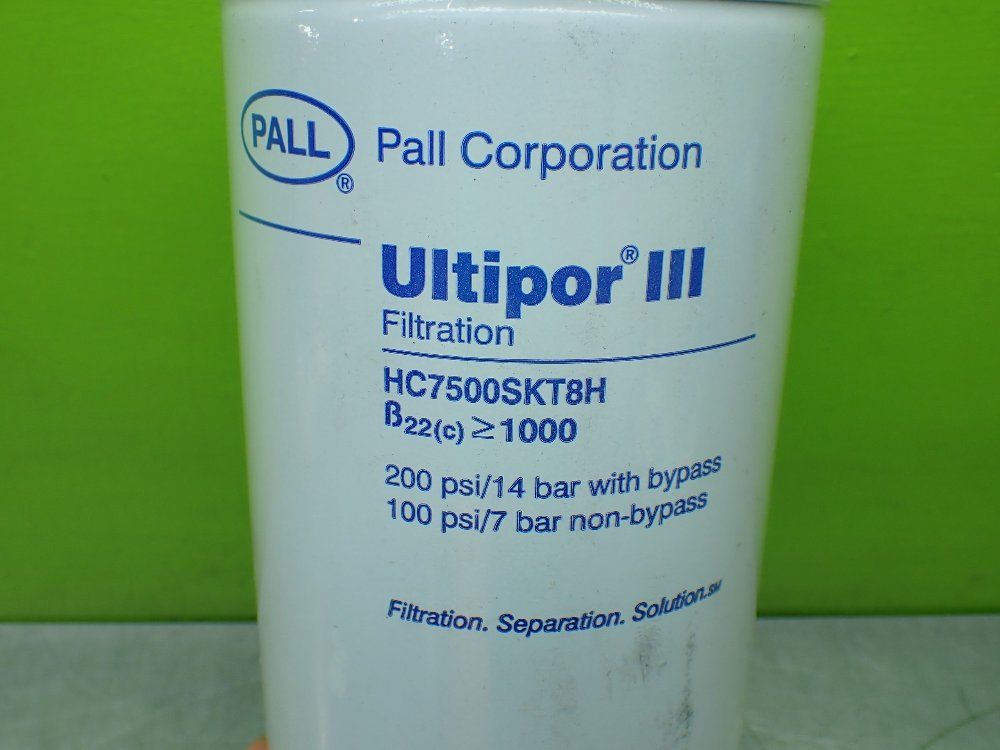 PALL
®
Pall Corporation
Ultipor® III
Filtration
HC7500SKT8H
ß22(c) ≥1000
200 psi/14 bar with bypass
100 psi/7 bar non-bypass
Filtration. Separation. Solution.SM